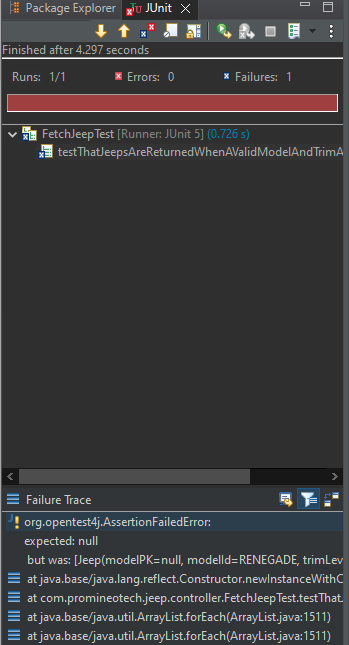 Package Explorer JUnit
Finished after 4.297 seconds
Runs: 1/1 Errors: 0 Failures: 1
FetchJeepTest [Runner: JUnit 5] (0.726 s)
testThatJeepsAreReturnedWhenAValidModelAndTrimA
Failure Trace
org.opentest4j.AssertionFailedError:
expected: null
but was: [Jeep(modelPK=null, modelId=RENEGADE, trimLev
at java.base/java.lang.reflect.Constructor.newInstanceWithC
at com.promineotech.jeep.controller.FetchJeepTest.testThat.
at java.base/java.util.ArrayList.forEach(ArrayList.java:1511)
at java.base/java.util.ArrayList.forEach(ArrayList.java:1511)